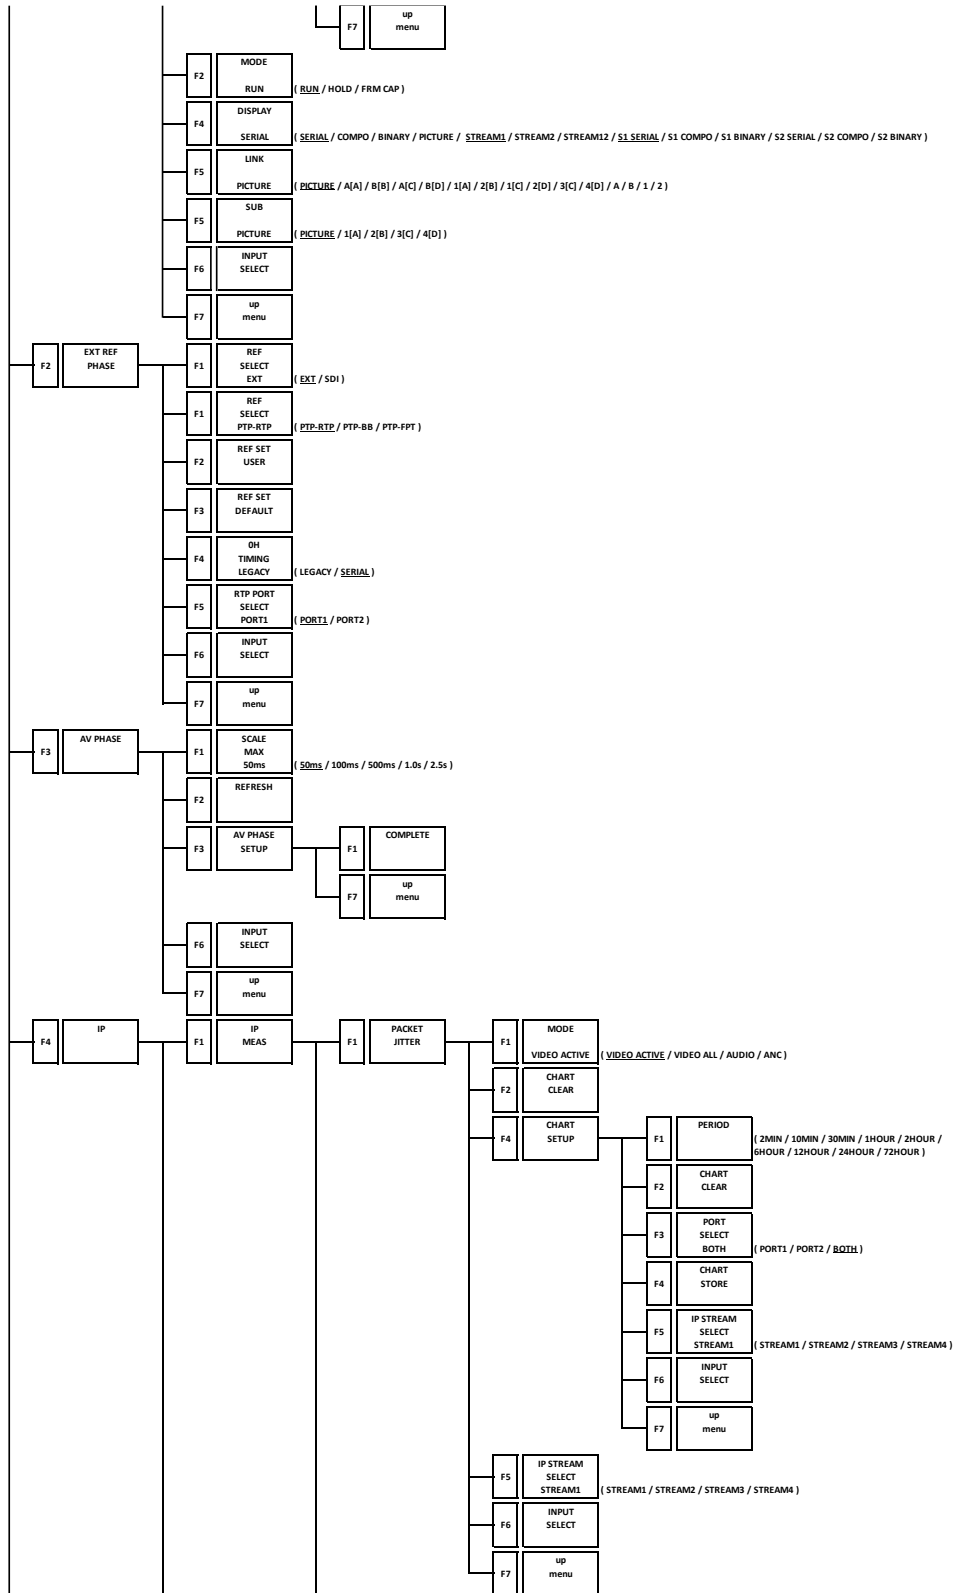 F7
up
menu
F2
MODE
RUN
( RUN / HOLD / FRM CAP )
F4
DISPLAY
SERIAL
( SERIAL / COMPO / BINARY / PICTURE / STREAM1 / STREAM2 / STREAM12 / S1 SERIAL / S1 COMPO / S1 BINARY / S2 SERIAL / S2 COMPO / S2 BINARY )
F5
LINK
PICTURE
( PICTURE / A[A] / B[B] / A[C] / B[D] / 1[A] / 2[B] / 1[C] / 2[D] / 3[C] / 4[D] / A / B / 1 / 2 )
F5
SUB
PICTURE
( PICTURE / 1[A] / 2[B] / 3[C] / 4[D] )
F6
INPUT
SELECT
F7
up
menu
F2
EXT REF
PHASE
F1
REF
SELECT
EXT
( EXT / SDI )
F1
REF
SELECT
PTP-RTP
( PTP-RTP / PTP-BB / PTP-FPT )
F2
REF SET
USER
F3
REF SET
DEFAULT
F4
0H
TIMING
LEGACY
( LEGACY / SERIAL )
F5
RTP PORT
SELECT
PORT1
( PORT1 / PORT2 )
F6
INPUT
SELECT
F7
up
menu
F3
AV PHASE
F1
SCALE
MAX
50ms
( 50ms / 100ms / 500ms / 1.0s / 2.5s )
F2
REFRESH
F3
AV PHASE
SETUP
F1
COMPLETE
F7
up
menu
F6
INPUT
SELECT
F7
up
menu
F4
IP
F1
IP
MEAS
F1
PACKET
JITTER
F1
MODE
VIDEO ACTIVE
( VIDEO ACTIVE / VIDEO ALL / AUDIO / ANC )
F2
CHART
CLEAR
F4
CHART
SETUP
F1
PERIOD
( 2MIN / 10MIN / 30MIN / 1HOUR / 2HOUR /
6HOUR / 12HOUR / 24HOUR / 72HOUR )
F2
CHART
CLEAR
F3
PORT
SELECT
BOTH
( PORT1 / PORT2 / BOTH )
F4
CHART
STORE
F5
IP STREAM
SELECT
STREAM1
( STREAM1 / STREAM2 / STREAM3 / STREAM4 )
F6
INPUT
SELECT
F7
up
menu
F5
IP STREAM
SELECT
STREAM1
( STREAM1 / STREAM2 / STREAM3 / STREAM4 )
F6
INPUT
SELECT
F7
up
menu